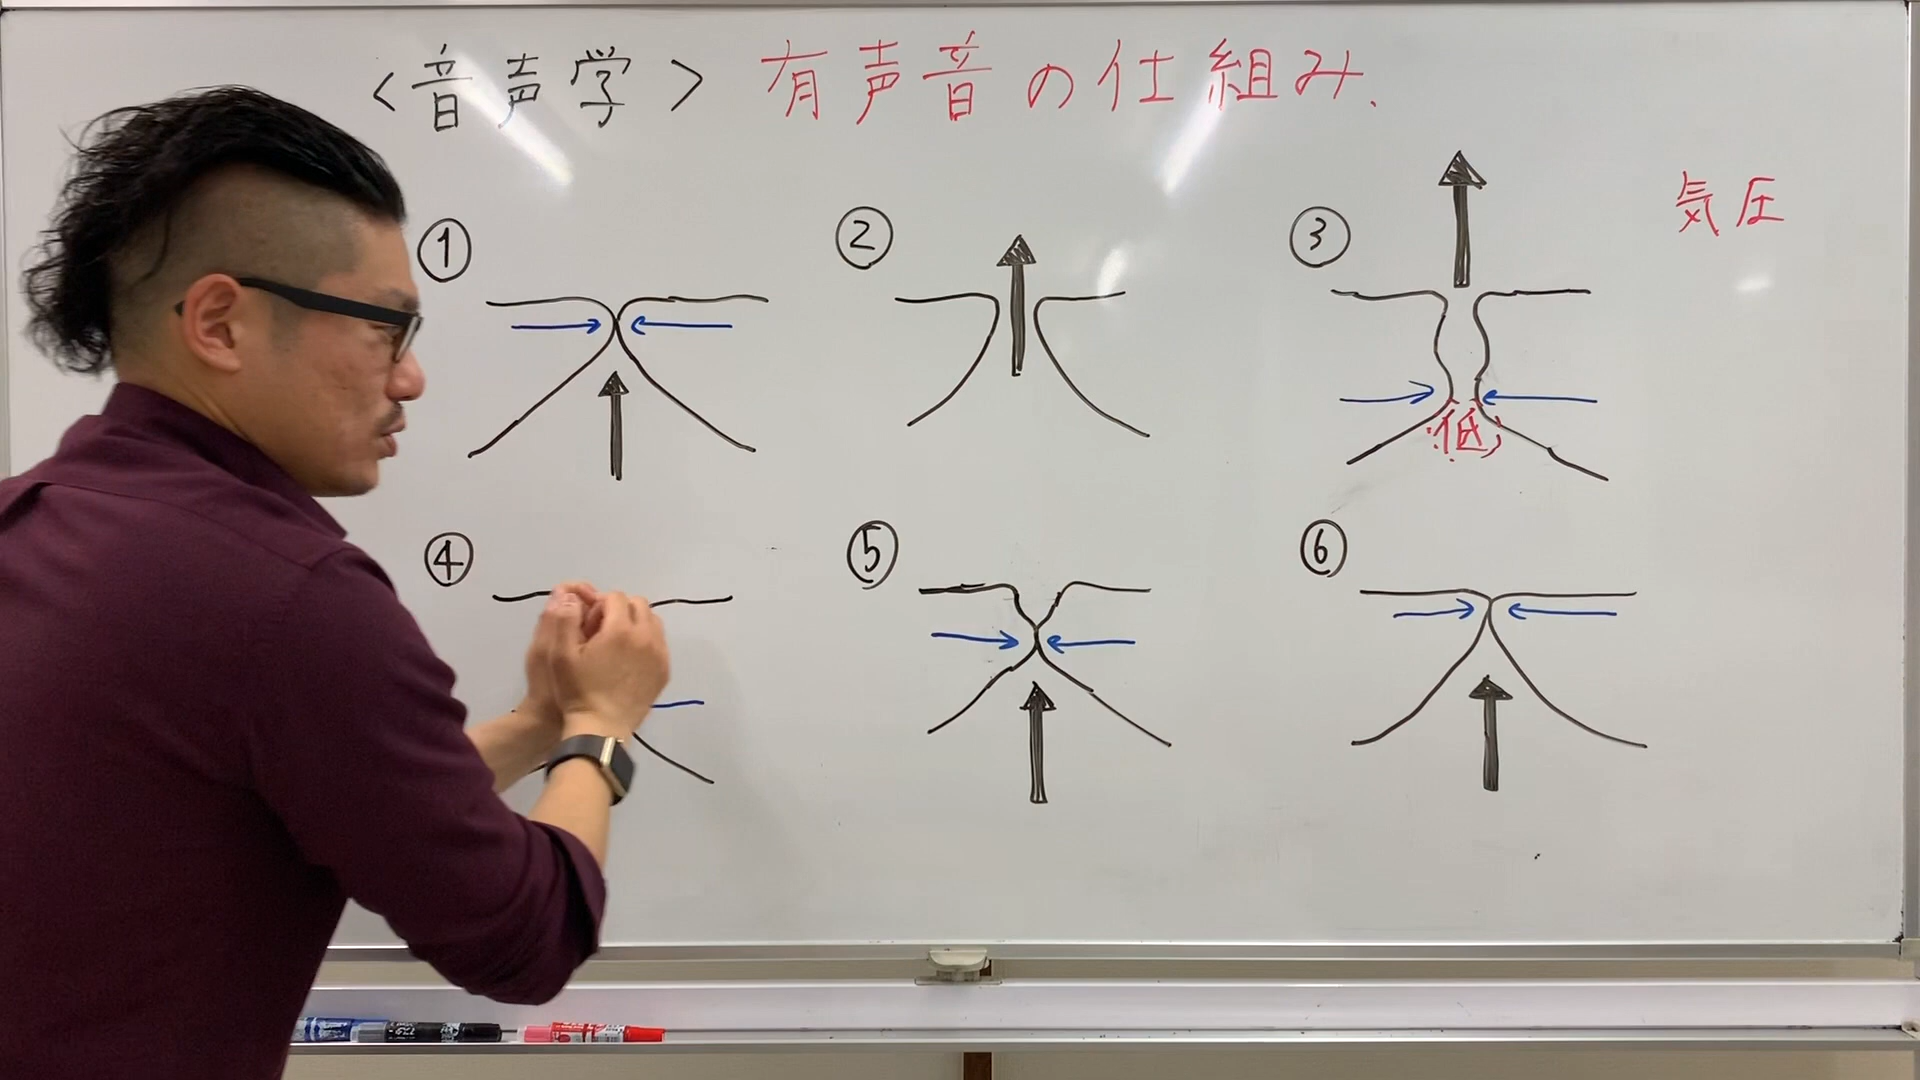 <音声学> 有声音の仕組み.
気圧
①
②
③
低
④
⑤
⑥